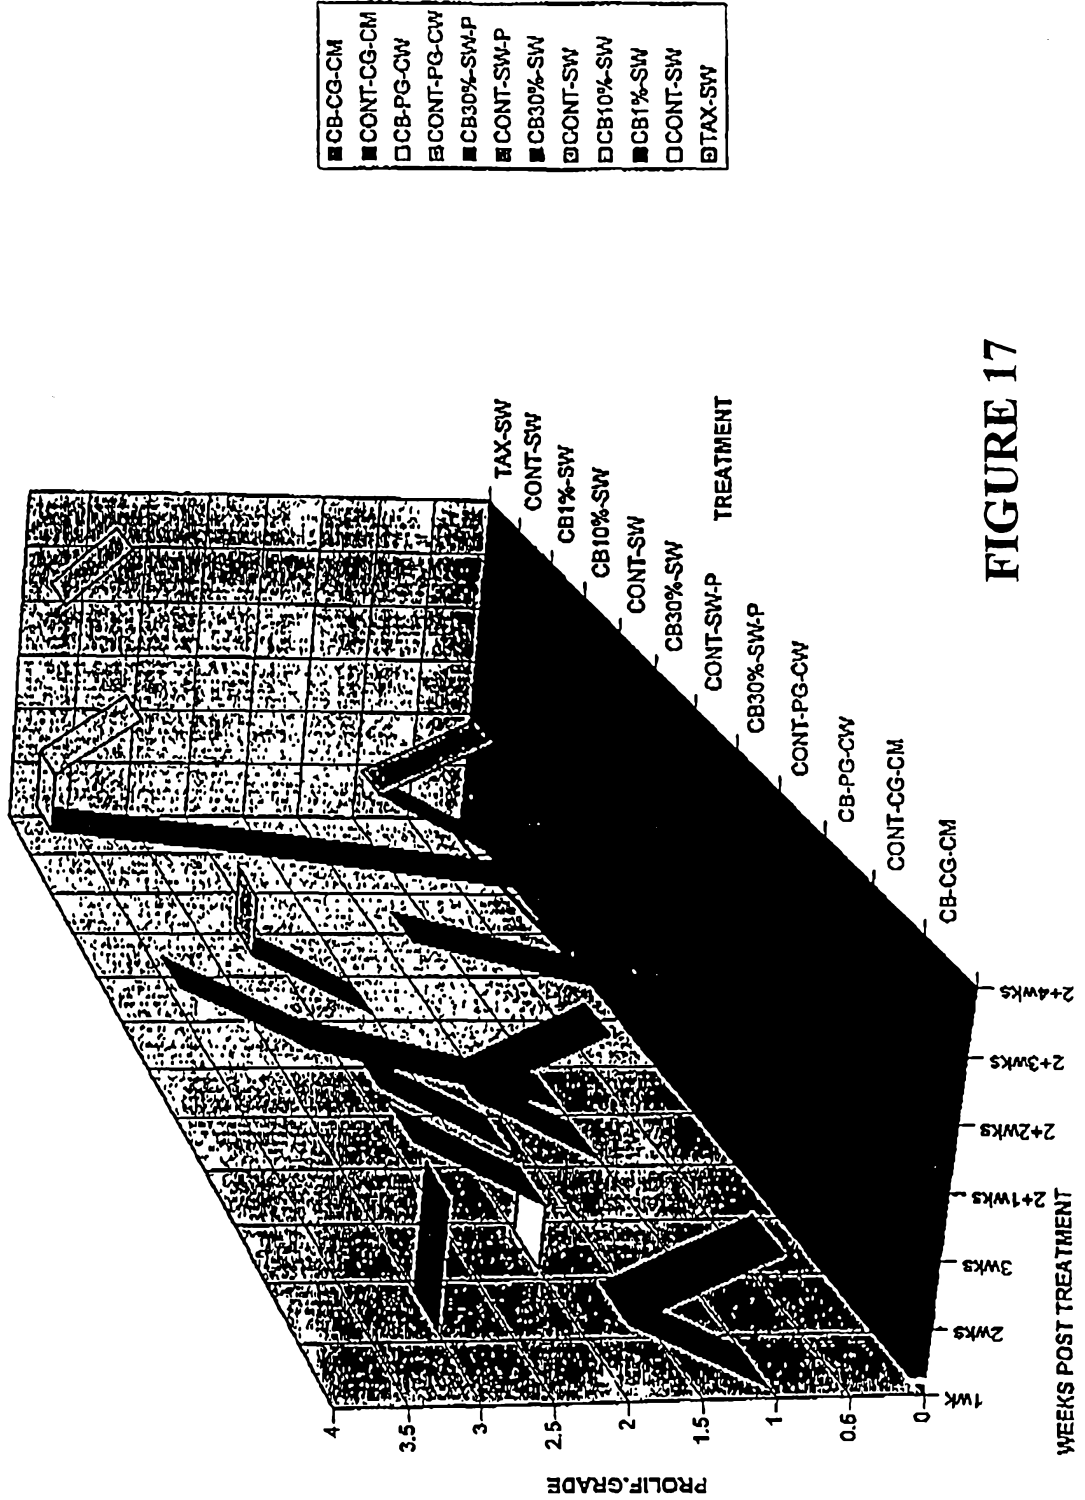 CB-CG-CM
CONT-CG-CM
CB-PG-CW
CONT-PG-CW
CB30%-SW-P
CONT-SW-P
CB30%-SW
CONT-SW
CB10%-SW
CB1%-SW
CONT-SW
TAX-SW
PROLIF.GRADE
4
3.5
3
2.5
2
1.5
1
0.5
0
1wk
2wks
3wks
2+1wks
2+2wks
2+3wks
2+4wks
WEEKS POST TREATMENT
TAX-SW
CONT-SW
CB1%-SW
CB10%-SW
CONT-SW
CB30%-SW
CONT-SW-P
CB30%-SW-P
CONT-PG-CW
CB-PG-CW
CONT-CG-CM
CB-CG-CM
TREATMENT
FIGURE 17